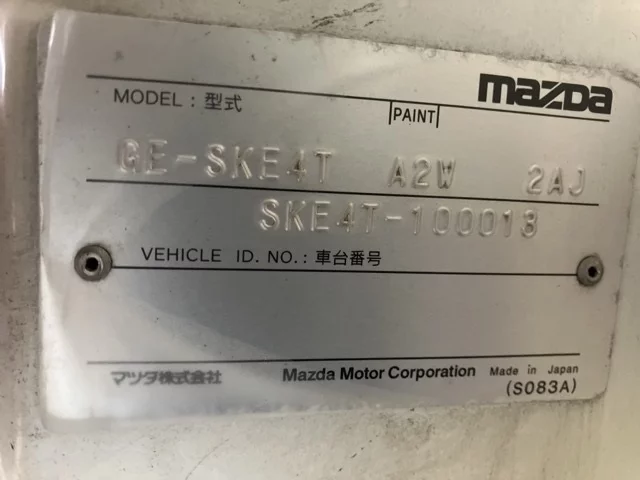 mazda
MODEL : 型式 PAINT
GE-SKE4T A2W 2AJ
SKE4T-100013
VEHICLE ID. NO. : 車台番号
マツダ株式会社 Mazda Motor Corporation Made in Japan
(S083A)